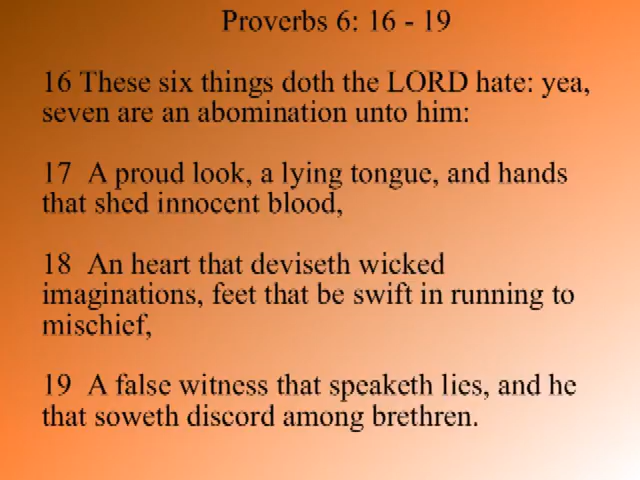 Proverbs 6: 16 - 19
16 These six things doth the LORD hate: yea,
seven are an abomination unto him:
17  A proud look, a lying tongue, and hands
that shed innocent blood,
18  An heart that deviseth wicked
imaginations, feet that be swift in running to
mischief,
19  A false witness that speaketh lies, and he
that soweth discord among brethren.